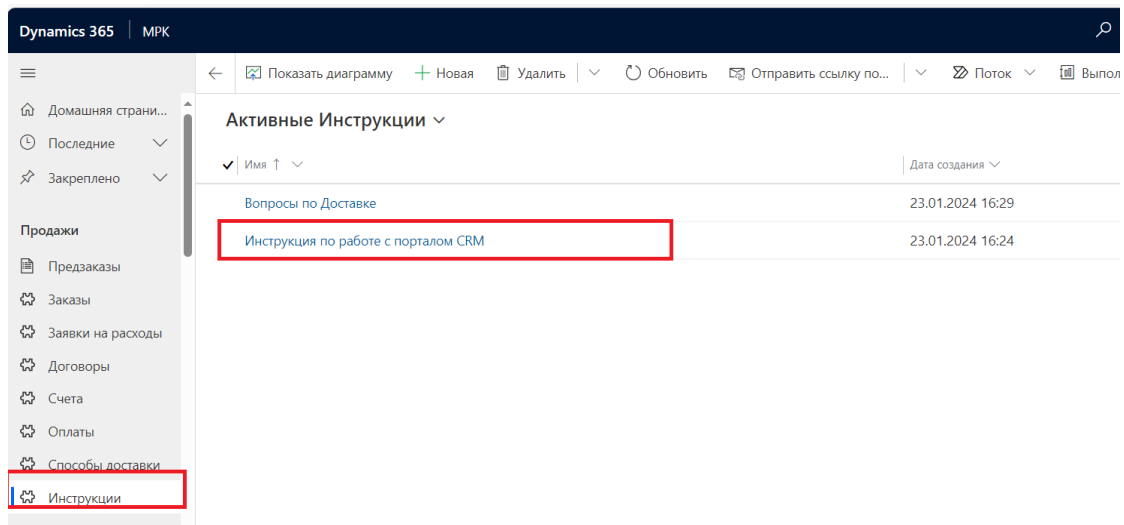 Dynamics 365 МРК
Показать диаграмму Новая Удалить Обновить Отправить ссылку по... Поток Выпол
Домашняя страни...
Последние
Закреплено
Продажи
Предзаказы
Заказы
Заявки на расходы
Договоры
Счета
Оплаты
Способы доставки
Инструкции
Активные Инструкции
Имя ↑ Дата создания
Вопросы по Доставке 23.01.2024 16:29
Инструкция по работе с порталом CRM 23.01.2024 16:24